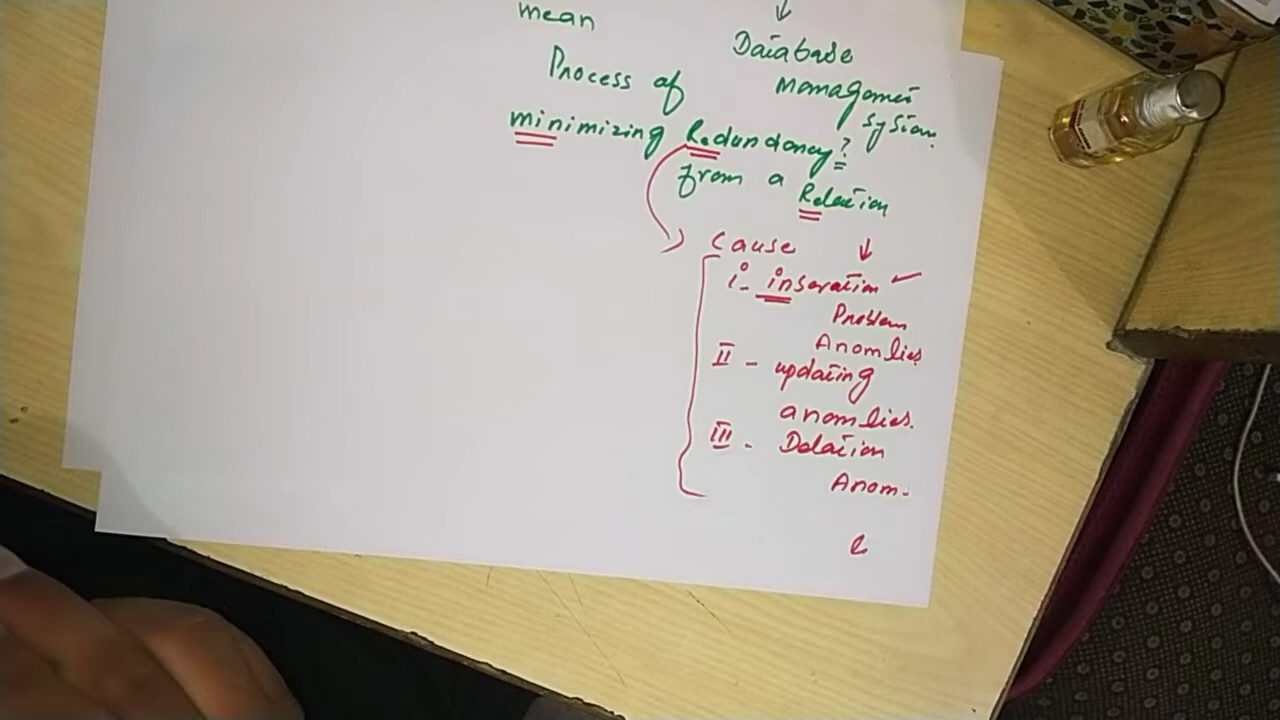 mean
Database
Process of
management
system.
minimizing Redundancy?
from a Relation
Cause
i- inseration
Problem
Anomlies
II - updating
anomlies.
III - Delation
Anom-
e